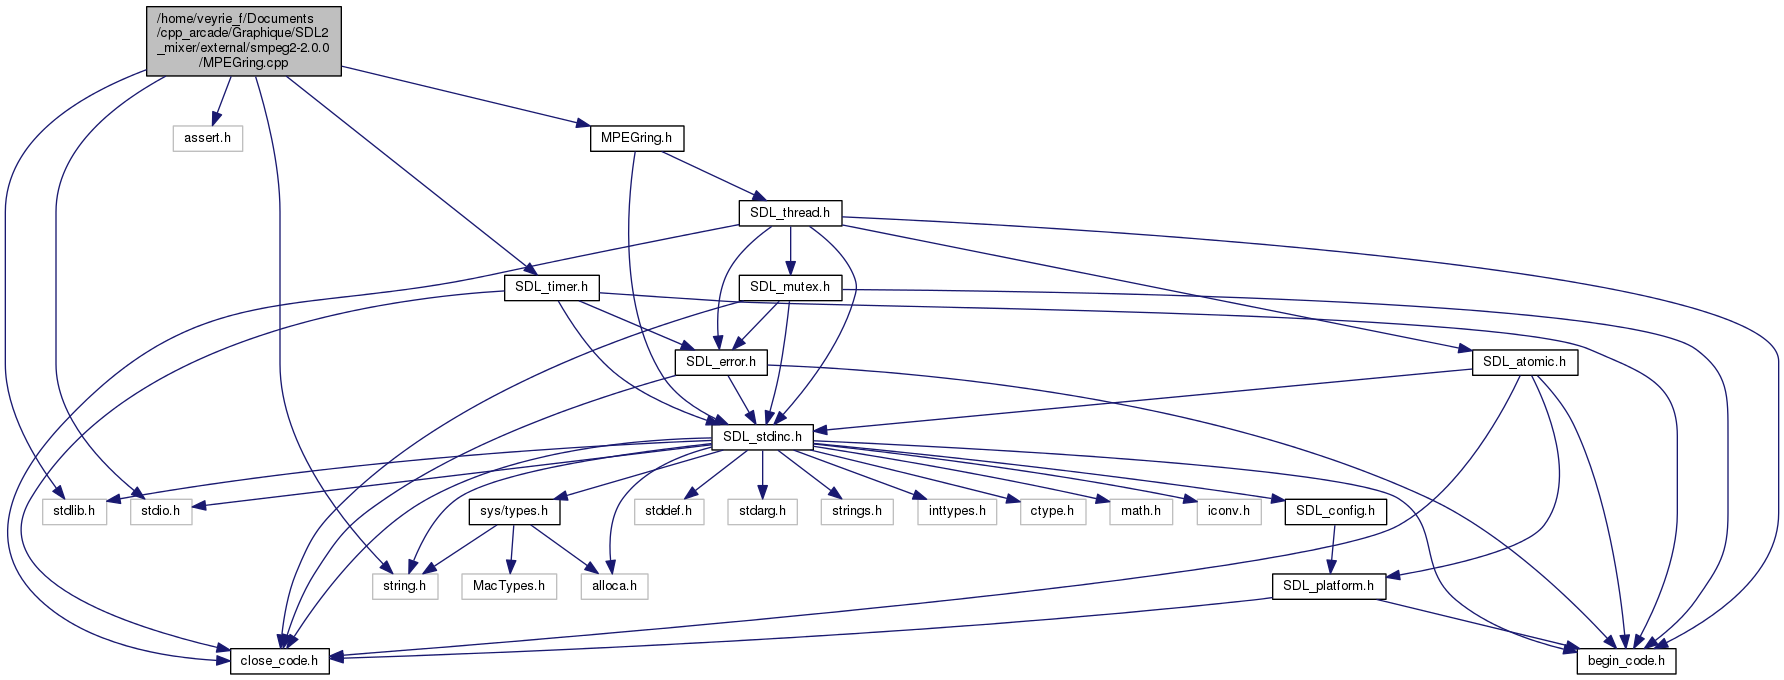 /home/veyrie_f/Documents
/cpp_arcade/Graphique/SDL2
_mixer/external/smpeg2-2.0.0
/MPEGring.cpp
assert.h
MPEGring.h
SDL_thread.h
SDL_timer.h
SDL_mutex.h
SDL_error.h
SDL_atomic.h
SDL_stdinc.h
stdlib.h
stdio.h
sys/types.h
stddef.h
stdarg.h
strings.h
inttypes.h
ctype.h
math.h
iconv.h
SDL_config.h
string.h
MacTypes.h
alloca.h
SDL_platform.h
close_code.h
begin_code.h